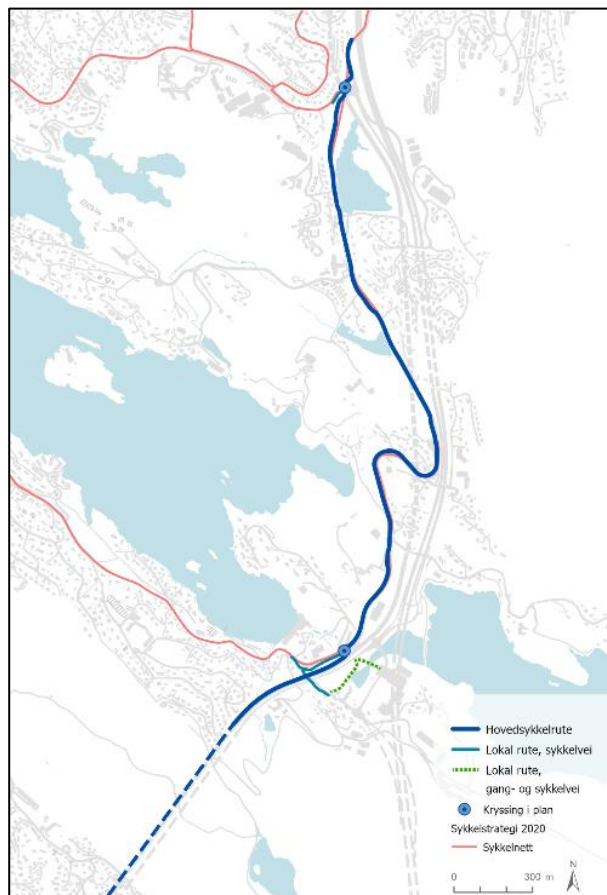 Hovedsykkelrute
Lokal rute, sykkelvei
Lokal rute,
gang- og sykkelvei
Kryssing i plan
Sykkelstrategi 2020
Sykkelnett
N
0 300 m